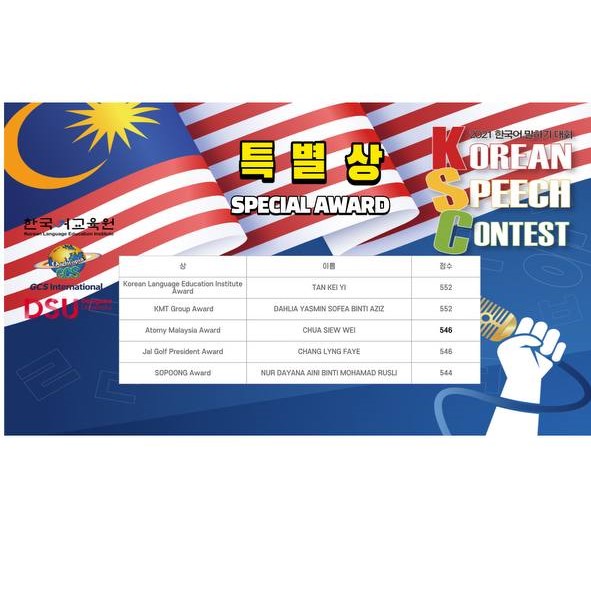 2021 한국어 말하기 대회
KOREAN
SPEECH
CONTEST
특별상
SPECIAL AWARD
한국어교육원
Korean Language Education Institute
GCS International
DSU
상 이름 점수
Korean Language Education Institute Award TAN KEI YI 552
KMT Group Award DAHLIA YASMIN SOFEA BINTI AZIZ 552
Atomy Malaysia Award CHUA SIEW WEI 546
Jal Golf President Award CHANG LYNG FAYE 546
SOPOONG Award NUR DAYANA AINI BINTI MOHAMAD RUSLI 544